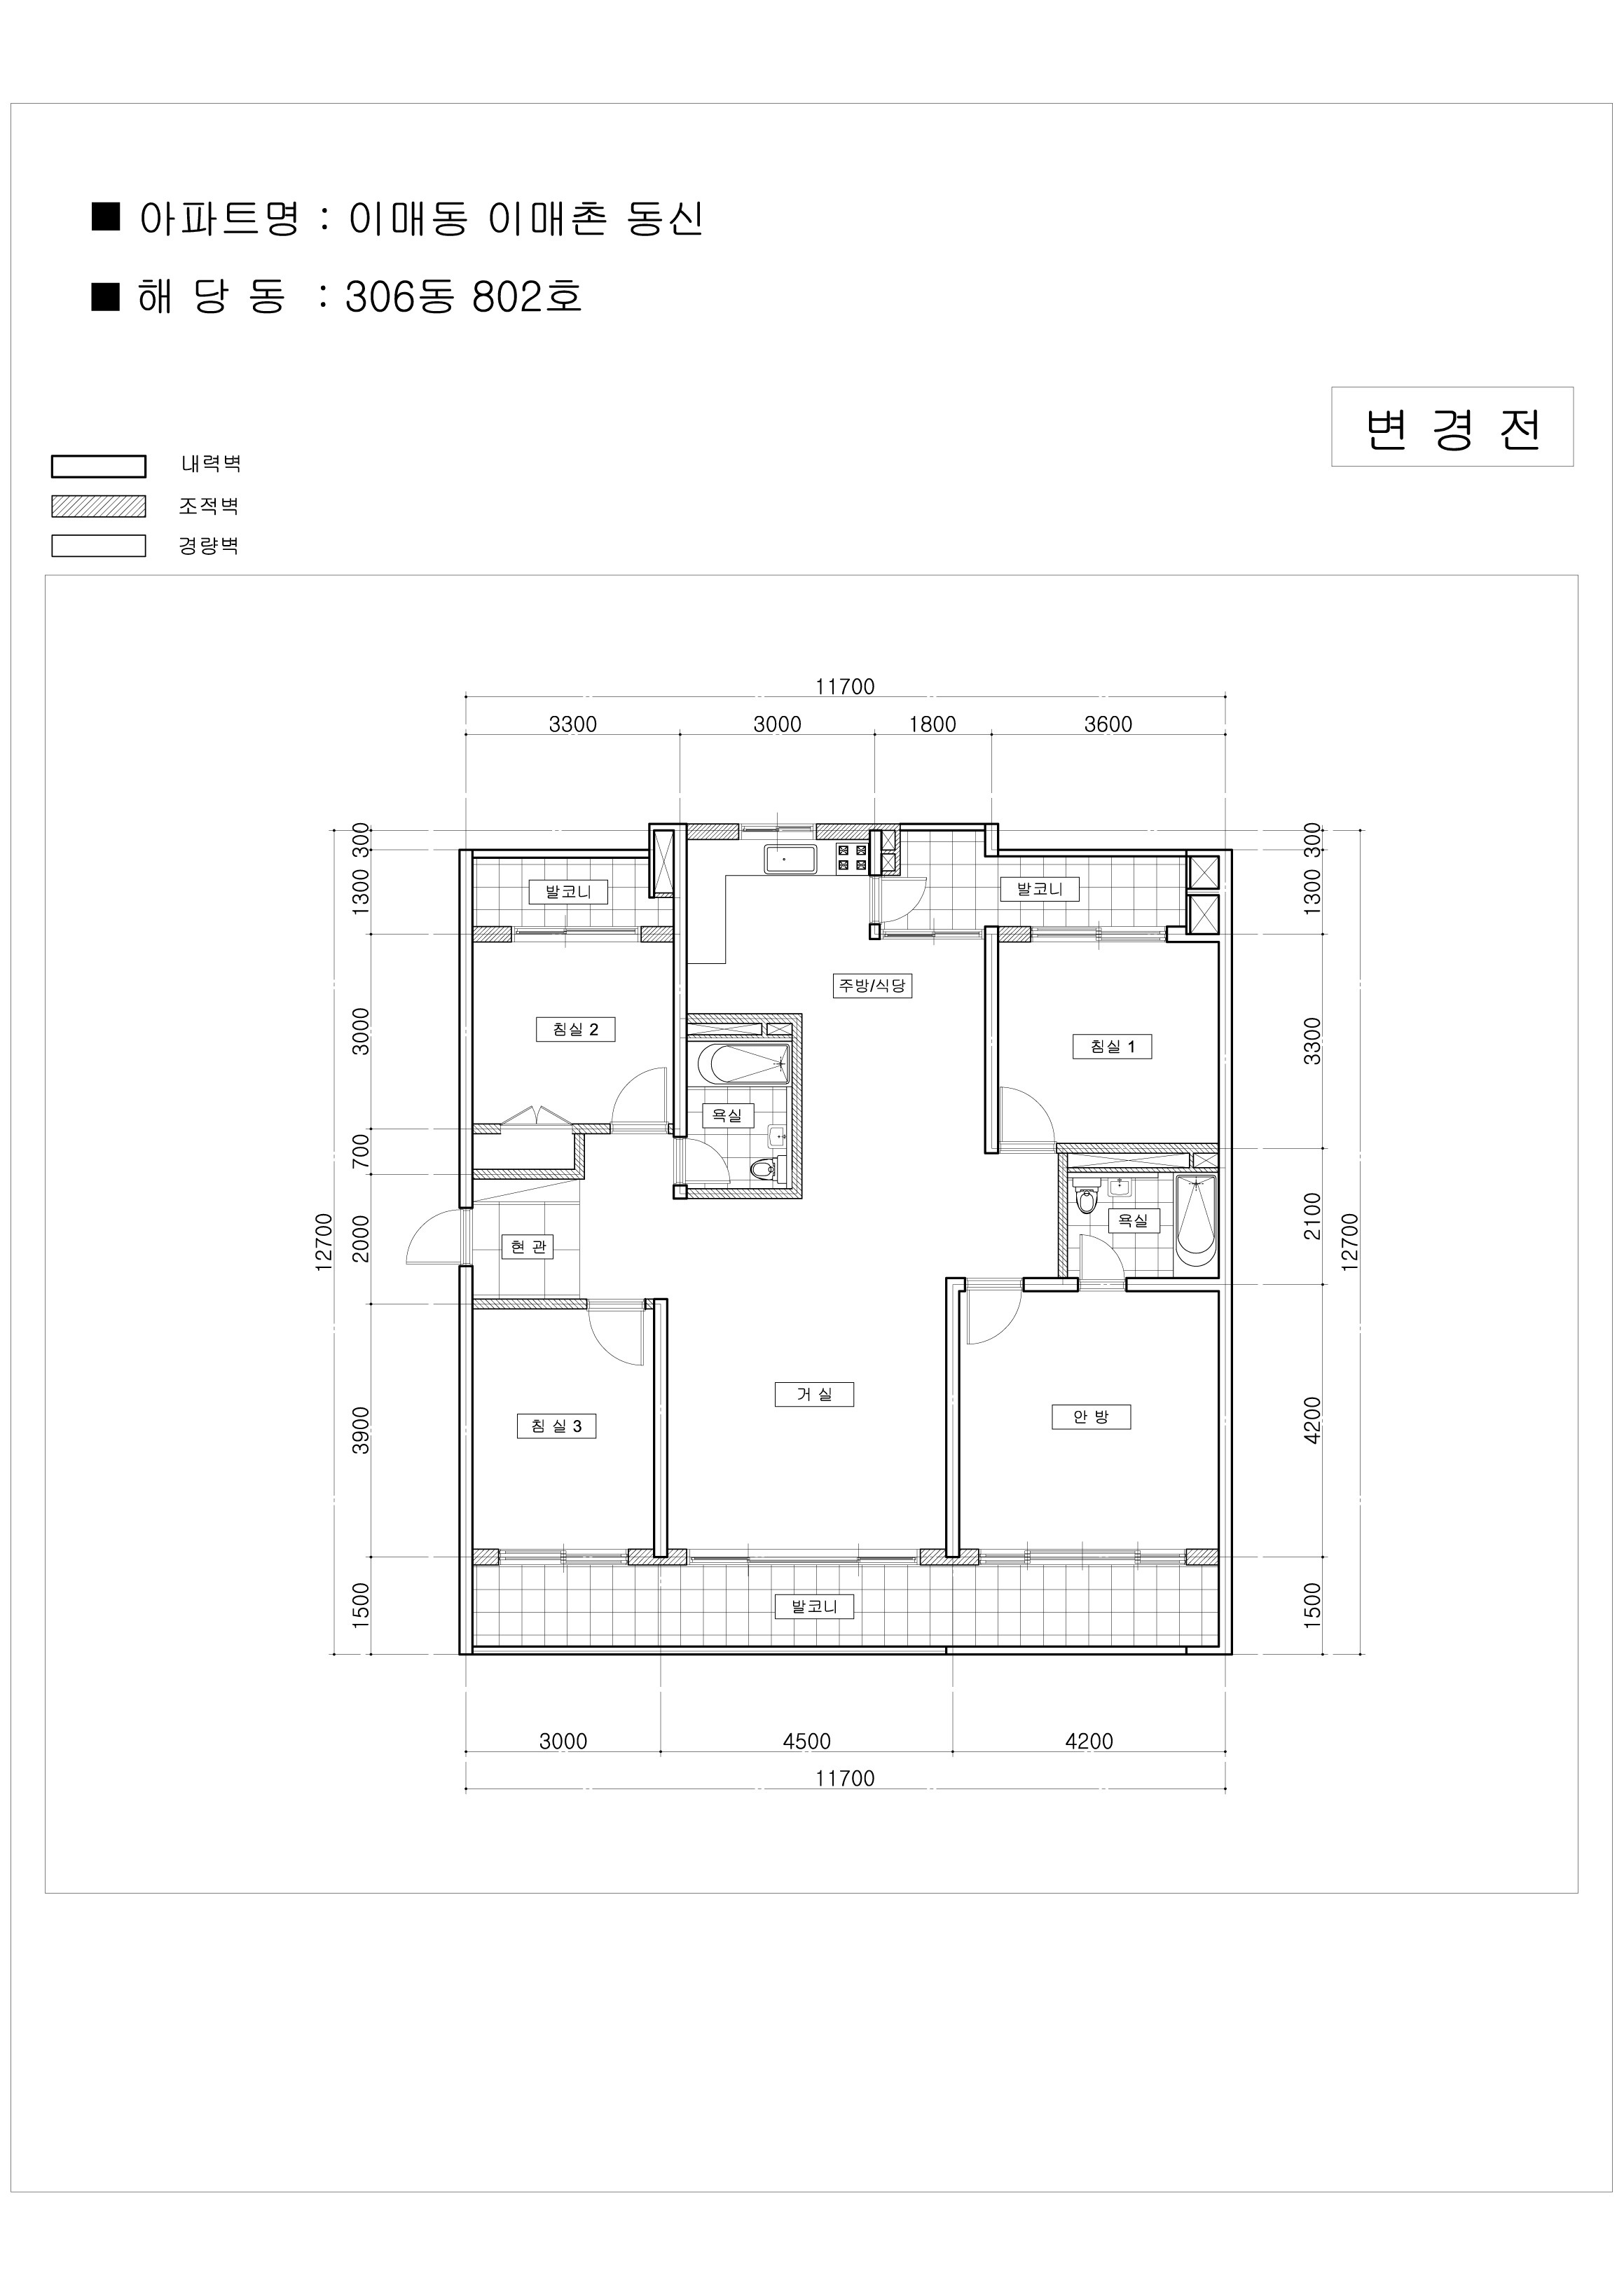 ■ 아파트명 : 이매동 이매촌 동신
■ 해 당 동 : 306동 802호
변 경 전
내력벽
조적벽
경량벽
11700
3300 3000 1800 3600
300 300
1300 발코니 발코니 1300
주방/식당
3000 침실 2 침실 1 3300
욕실
700
12700 2000 현 관 욕실 2100 12700
거 실
3900 침 실 3 안 방 4200
1500 발코니 1500
3000 4500 4200
11700